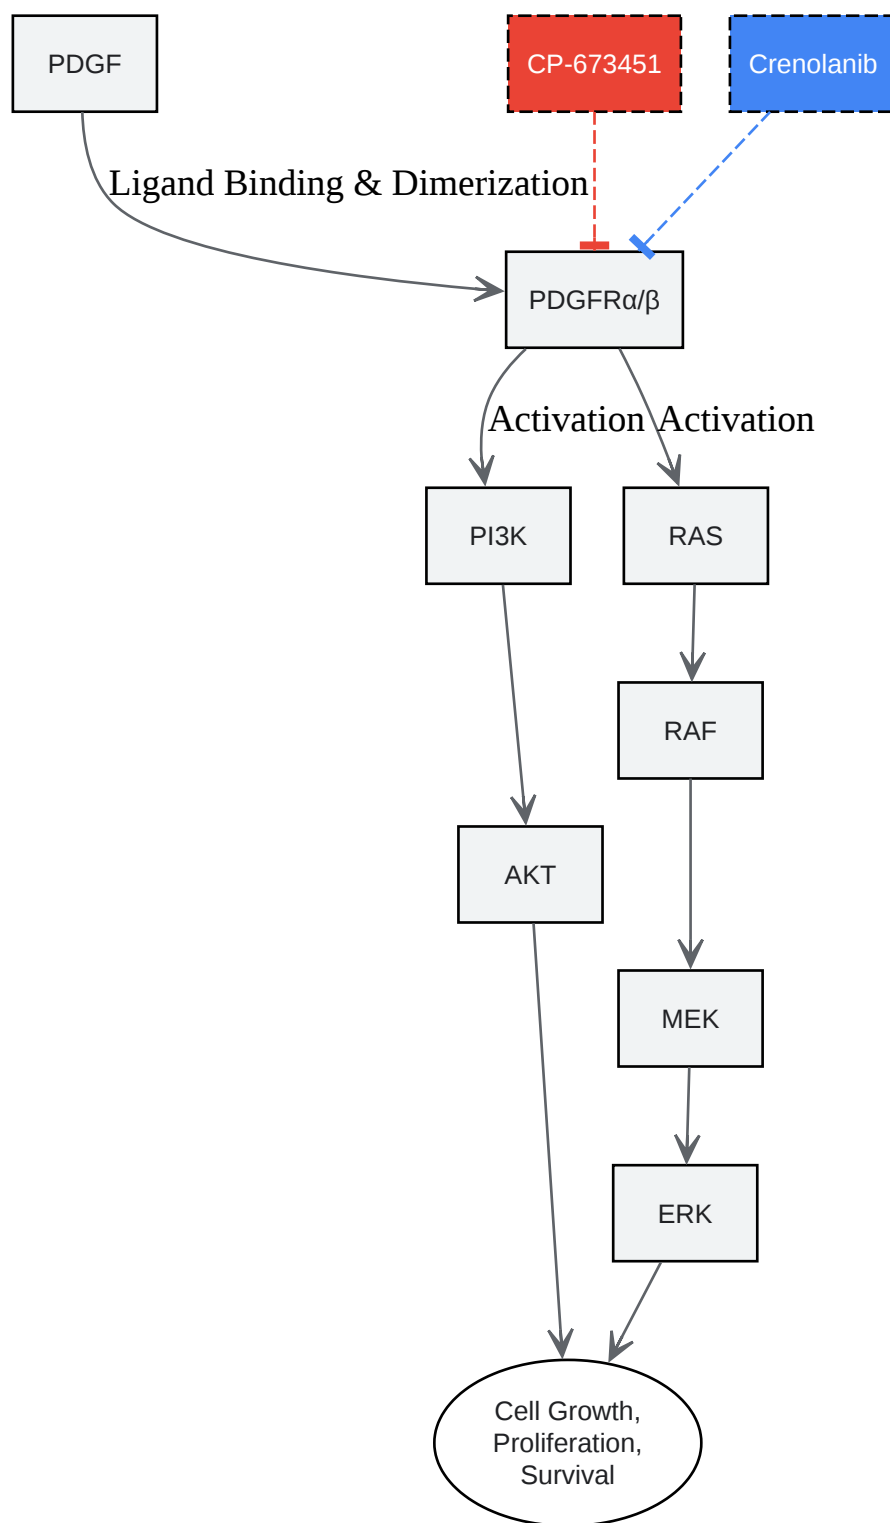 PDGF
CP-673451
Crenolanib
Ligand Binding & Dimerization
PDGFRα/β
Activation
Activation
PI3K
RAS
RAF
AKT
MEK
ERK
Cell Growth,
Proliferation,
Survival